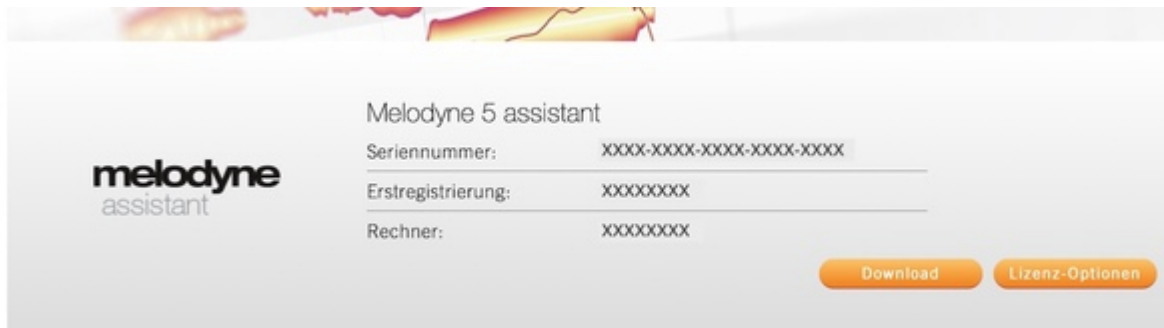 Melodyne 5 assistant
melodyne
assistant
Seriennummer: XXXX-XXXX-XXXX-XXXX-XXXX
Erstregistrierung: XXXXXXXX
Rechner: XXXXXXXX
Download Lizenz-Optionen